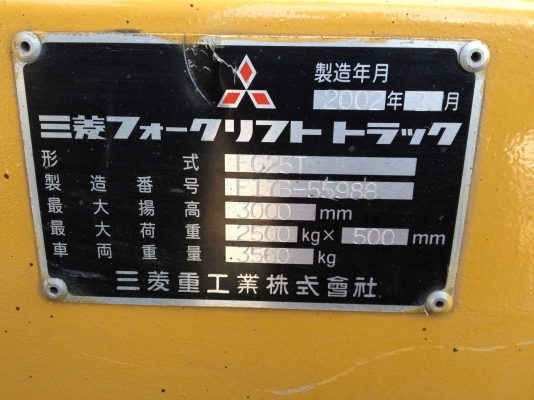 製造年月
2002年 月
三菱フォークリフトトラック
形式 FG25T
製造番号 F17B-55988
最大揚高 3000 mm
最大荷重 2500 kg× 500 mm
車両重量 3560 kg
三菱重工業株式會社